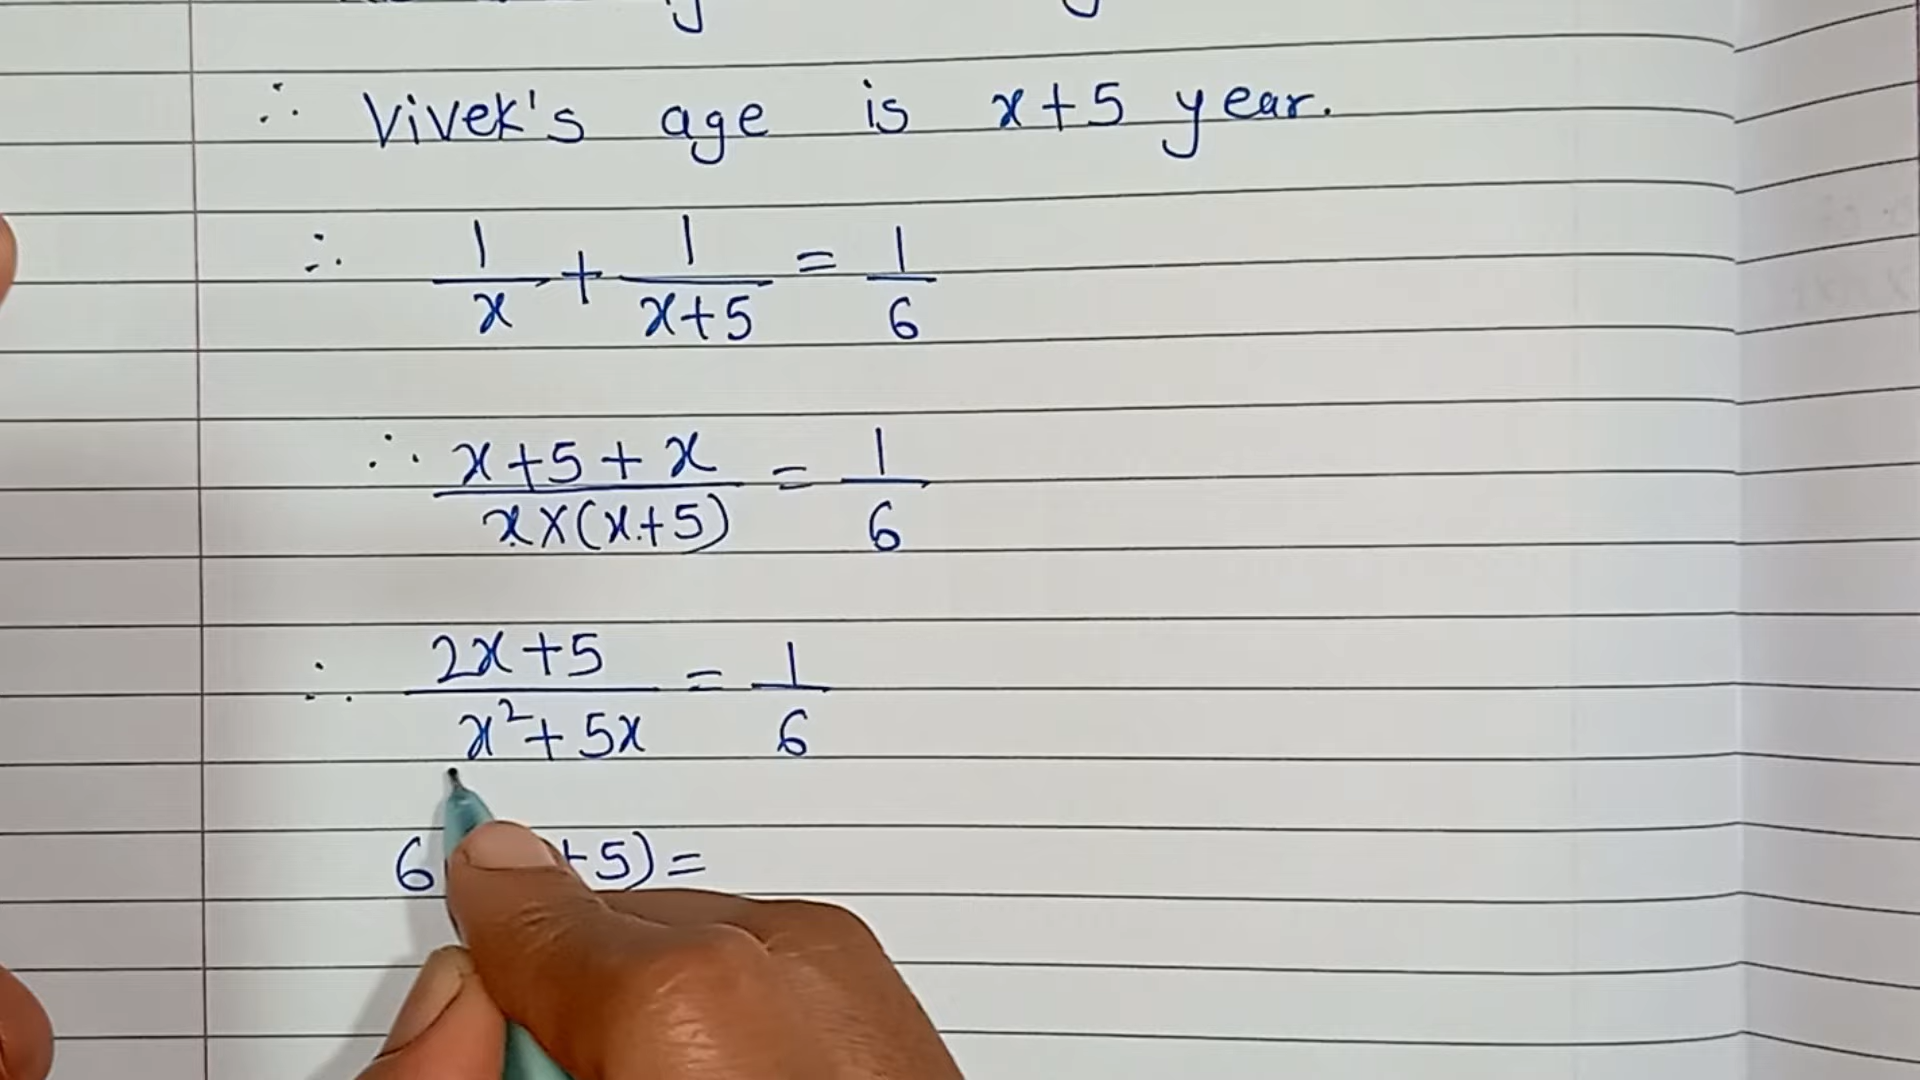 ∴ Vivek's age is x+5 year.
∴ 1/x + 1/(x+5) = 1/6
∴ (x+5+x)/(x×(x+5)) = 1/6
∴ (2x+5)/(x²+5x) = 1/6
6 +5)=